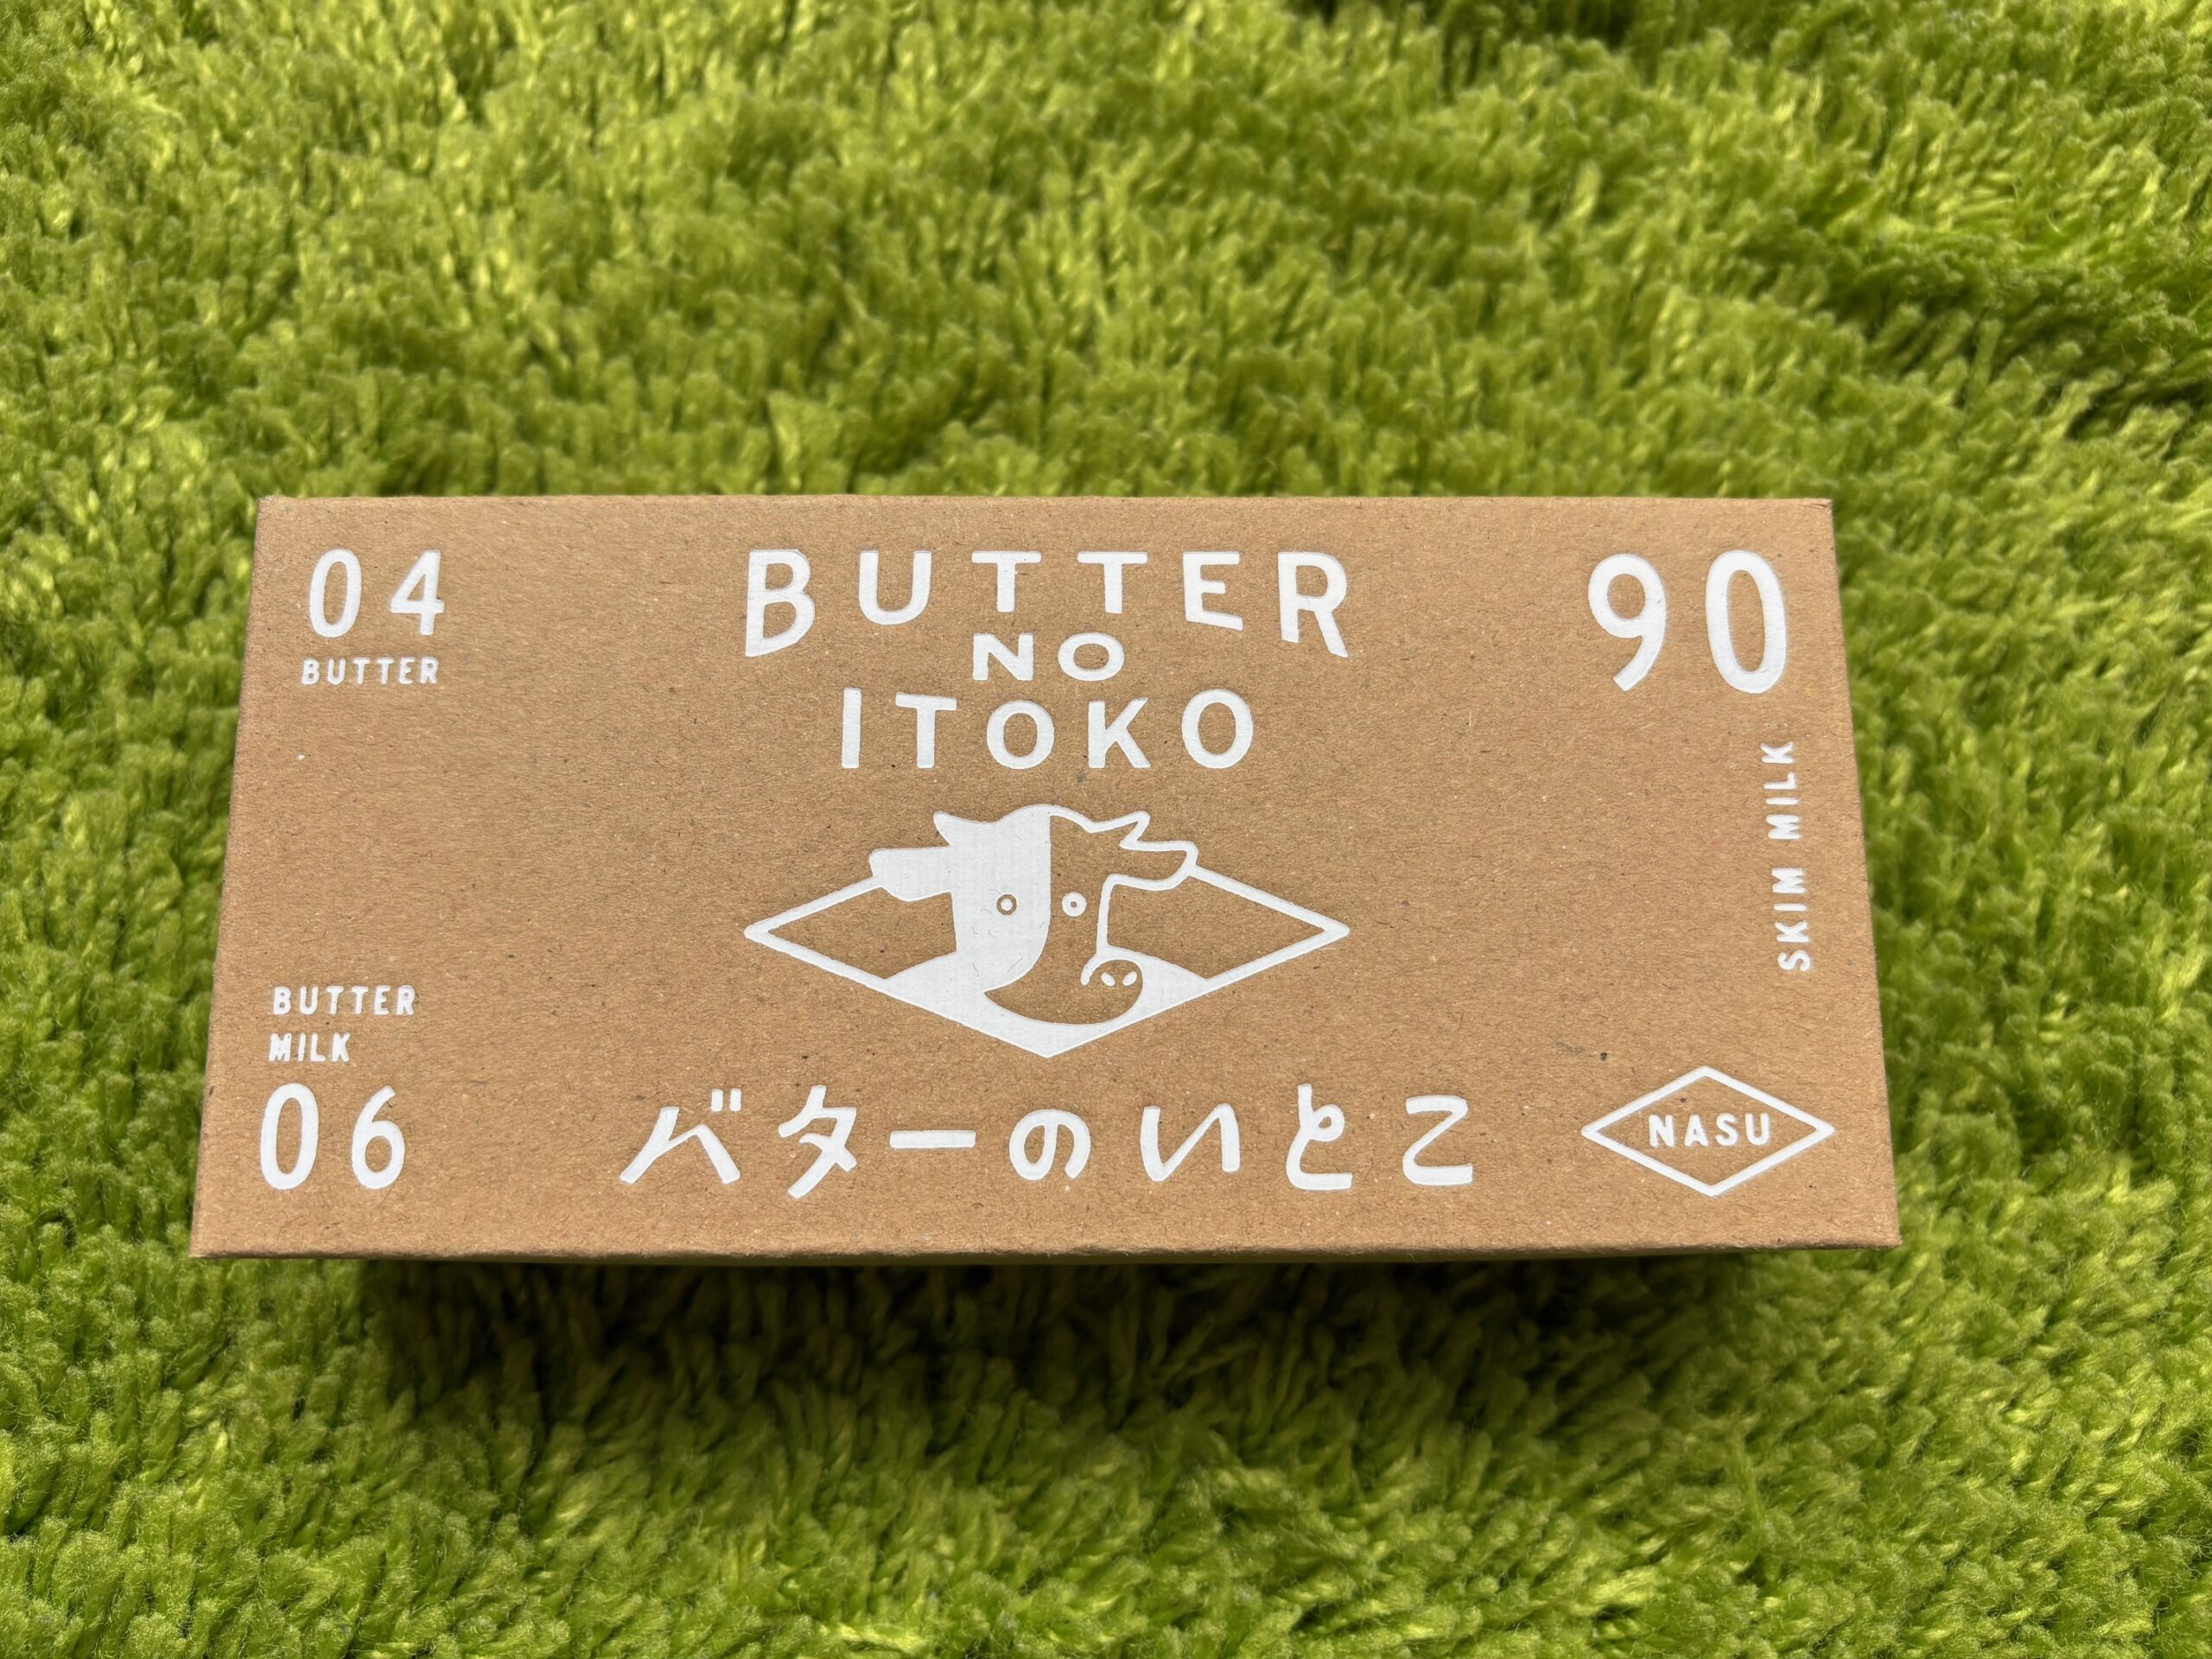 04
BUTTER
BUTTER
NO
ITOKO
90
SKIM MILK
BUTTER
MILK
06
バターのいとこ
NASU